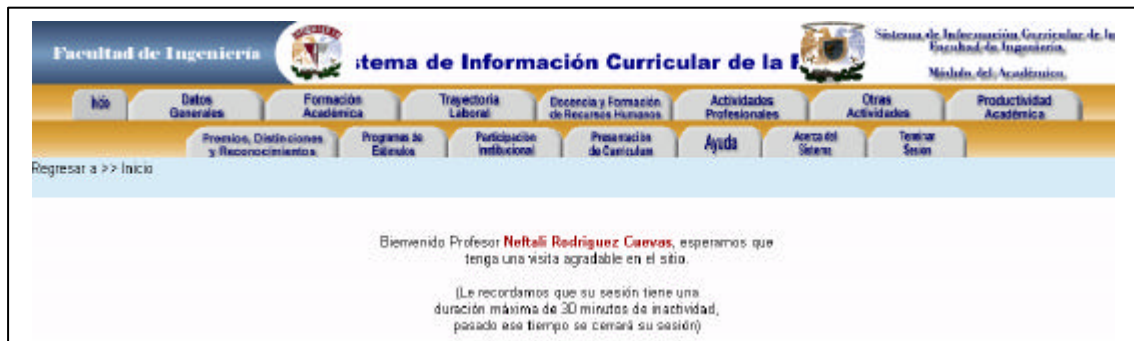 Facultad de Ingeniería
stema de Información Curricular de la F
Sistema de Información Curricular de la
Facultad de Ingeniería.
Módulo del Académico.
Inicio
Datos
Generales
Formación
Académica
Trayectoria
Laboral
Docencia y Formación
de Recursos Humanos
Actividades
Profesionales
Otras
Actividades
Productividad
Académica
Premios, Distinciones
y Reconocimientos
Programas de
Estímulos
Participación
Institucional
Presentación
de Curriculum
Ayuda
Acerca del
Sistema
Terminar
Sesión
Regresar a >> Inicio
Bienvenido Profesor Neftalí Rodríguez Cuevas, esperamos que
tenga una visita agradable en el sitio.
(Le recordamos que su sesión tiene una
duración máxima de 30 minutos de inactividad,
pasado ese tiempo se cerrará su sesión)